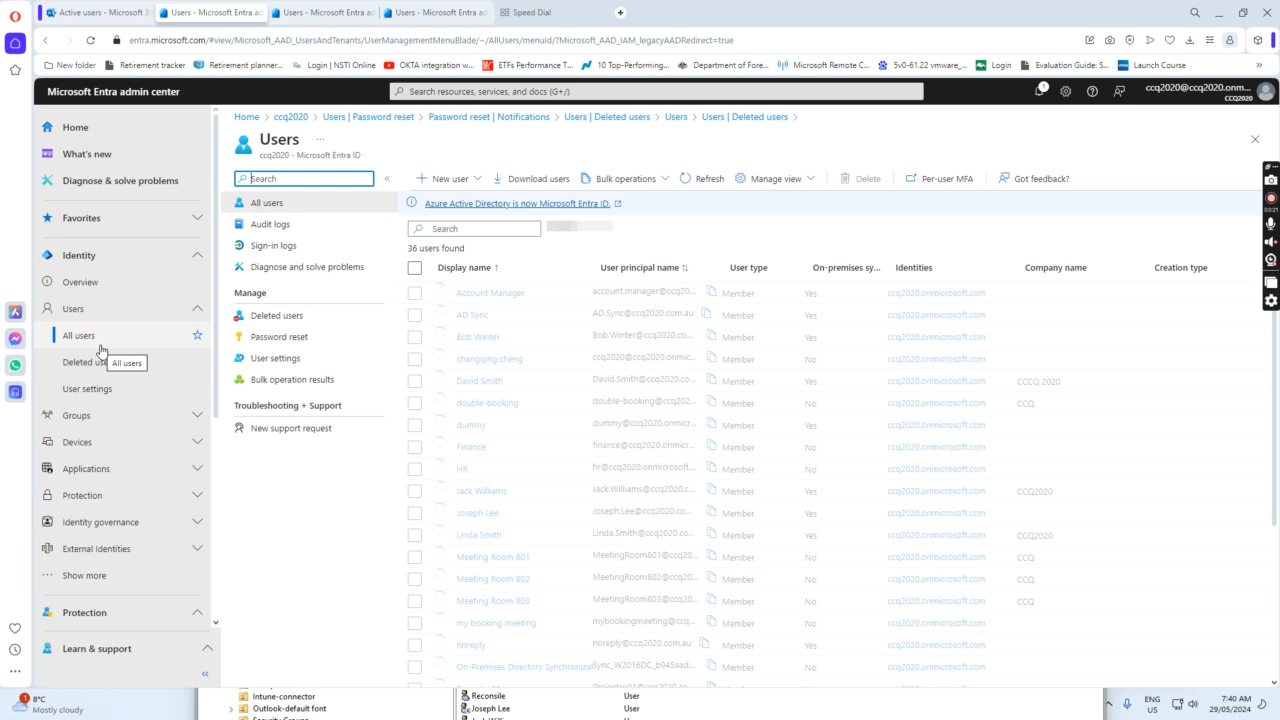 Active users - Microsoft 3
Users - Microsoft Entra ad
Users - Microsoft Entra ad
Users - Microsoft Entra ad
Speed Dial
entra.microsoft.com/#view/Microsoft_AAD_UsersAndTenants/UserManagementMenuBlade/~/AllUsers/menuId/?Microsoft_AAD_IAM_legacyAADRedirect=true
New folder Retirement tracker Retirement planner... Login | NSTI Online OKTA integration w... ETFs Performance T... 10 Top-Performing... Department of Fore... Microsoft Remote C... 5v0-61.22 vmware_... Login Evaluation Guide: S... Launch Course
Microsoft Entra admin center
Search resources, services, and docs (G+/)
1
ccq2020@ccq2020.onm...
CCQ2020
Home
What's new
Diagnose & solve problems
Favorites
Identity
Overview
Users
All users
All users
Deleted us
User settings
Groups
Devices
Applications
Protection
Identity governance
External Identities
Show more
Protection
Learn & support
Home > ccq2020 > Users | Password reset > Password reset | Notifications > Users | Deleted users > Users > Users | Deleted users >
Users ...
ccq2020 - Microsoft Entra ID
Search
All users
Audit logs
Sign-in logs
Diagnose and solve problems
Manage
Deleted users
Password reset
User settings
Bulk operation results
Troubleshooting + Support
New support request
New user Download users Bulk operations Refresh Manage view Delete Per-user MFA Got feedback?
Azure Active Directory is now Microsoft Entra ID.
Search
36 users found
Display name ↑ User principal name ↑↓ User type On-premises sy... Identities Company name Creation type
Account Manager account.manager@ccq20... Member Yes ccq2020.onmicrosoft.com
AD Sync AD.Sync@ccq2020.com.au Member Yes ccq2020.onmicrosoft.com
Bob Winter Bob.Winter@ccq2020.co... Member Yes ccq2020.onmicrosoft.com
changqing cheng ccq2020@ccq2020.onmic... Member No ccq2020.onmicrosoft.com
David Smith David.Smith@ccq2020.co... Member Yes ccq2020.onmicrosoft.com CCCQ 2020
double-booking double-booking@ccq202... Member No ccq2020.onmicrosoft.com CCQ
dummy dummy@ccq2020.onmicr... Member Yes ccq2020.onmicrosoft.com
Finance finance@ccq2020.onmicr... Member No ccq2020.onmicrosoft.com
HR hr@ccq2020.onmicrosoft.... Member No ccq2020.onmicrosoft.com
Jack Williams Jack.Williams@ccq2020.c... Member Yes ccq2020.onmicrosoft.com CCQ2020
Joseph Lee Joseph.Lee@ccq2020.co... Member Yes ccq2020.onmicrosoft.com
Linda Smith Linda.Smith@ccq2020.co... Member Yes ccq2020.onmicrosoft.com CCQ2020
Meeting Room 801 MeetingRoom801@ccq20... Member No ccq2020.onmicrosoft.com CCQ
Meeting Room 802 MeetingRoom802@ccq20... Member No ccq2020.onmicrosoft.com CCQ
Meeting Room 803 MeetingRoom803@ccq20... Member No ccq2020.onmicrosoft.com CCQ
my booking meeting mybookingmeeting@ccq... Member No ccq2020.onmicrosoft.com
noreply noreply@ccq2020.com.au Member Yes ccq2020.onmicrosoft.com
On-Premises Directory Synchroniza Sync_W2016DC_b945aad... Member No ccq2020.onmicrosoft.com
03:21
1
8°C
Mostly cloudy
Intune-connector
Outlook-default font
Reconcile User
Joseph Lee User
ENG
US
7:40 AM
29/05/2024